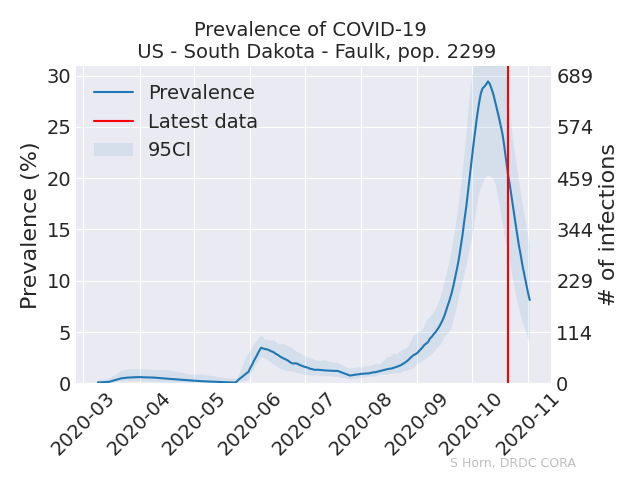 Prevalence of COVID-19
US - South Dakota - Faulk, pop. 2299
Prevalence
Latest data
95CI
Prevalence (%)
30
25
20
15
10
5
0
689
574
459
344
229
114
0
# of infections
2020-03
2020-04
2020-05
2020-06
2020-07
2020-08
2020-09
2020-10
2020-11
S Horn, DRDC CORA